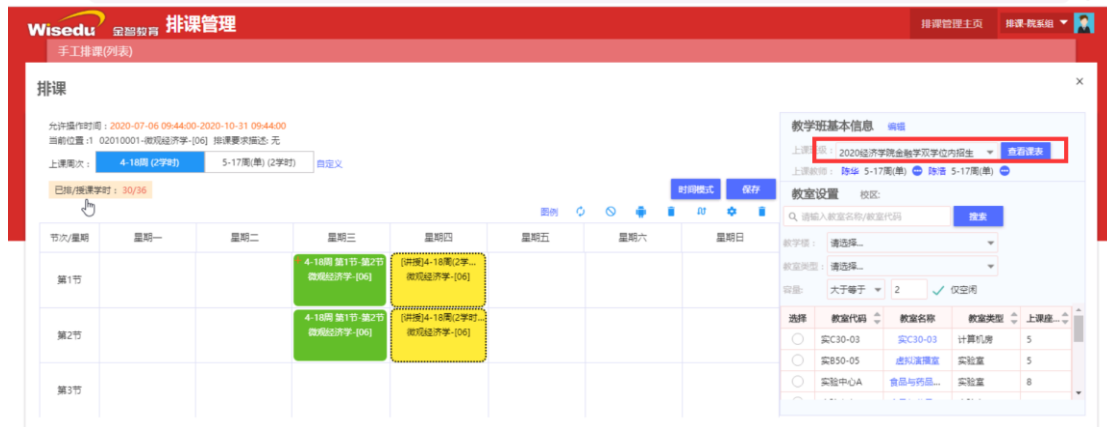 Wisedu 金智教育 排课管理 排课管理主页 排课-院系组
手工排课(列表)
排课 ×
允许操作时间：2020-07-06 09:44:00-2020-10-31 09:44:00
当前位置:1 02010001-微观经济学-[06] 排课要求描述: 无
上课周次： 4-18周 (2学时) 5-17周(单) (2学时) 自定义
已排/授课学时：30/36
时间模式 保存
图例
节次/星期 星期一 星期二 星期三 星期四 星期五 星期六 星期日
第1节
4-18周 第1节-第2节
微观经济学-[06]
[讲授]4-18周(2学...
微观经济学-[06]
第2节
4-18周 第1节-第2节
微观经济学-[06]
[讲授]4-18周(2学时...
微观经济学-[06]
第3节
教学班基本信息 编辑
上课班级：2020经济学院金融学双学位内招生 查看课表
上课教师： 陈华 5-17周(单) 陈浩 5-17周(单)
教室设置 校区:
请输入教室名称/教室代码 搜索
教学楼： 请选择...
教室类型： 请选择...
容量: 大于等于 2 仅空闲
选择 教室代码 教室名称 教室类型 上课座...
实C30-03 实C30-03 计算机房 5
实B50-05 虚拟演播室 实验室 5
实验中心A 食品与药品... 实验室 8